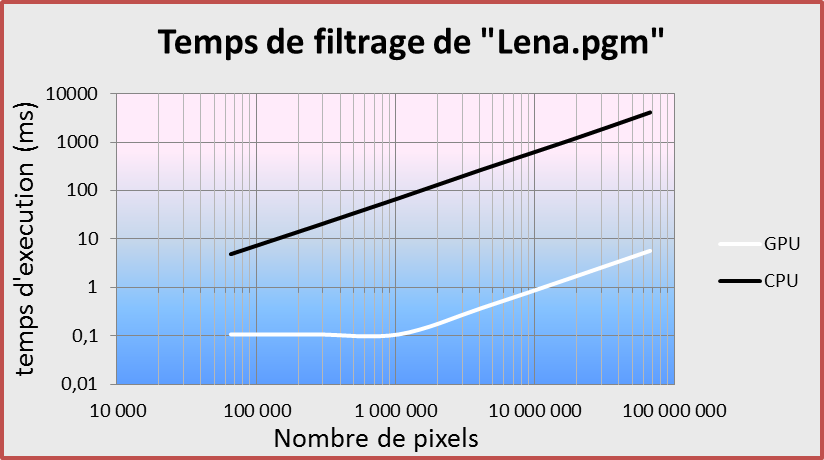 Temps de filtrage de "Lena.pgm"
temps d'execution (ms)
10000
1000
100
10
1
0,1
0,01
10 000
100 000
1 000 000
10 000 000
100 000 000
Nombre de pixels
GPU
CPU